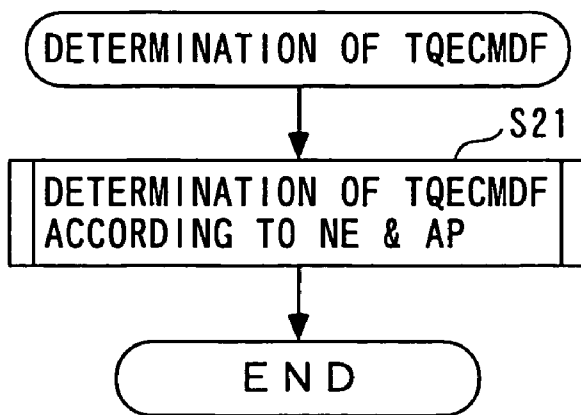 DETERMINATION OF TQECMDF
S21
DETERMINATION OF TQECMDF
ACCORDING TO NE & AP
END